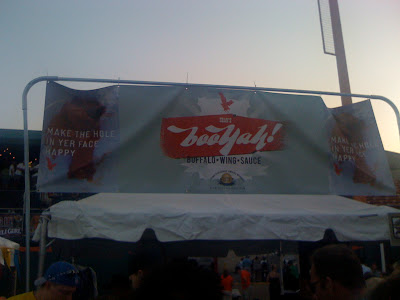 MAKE THE HOLE
IN YER FACE
HAPPY
booYah!
BUFFALO • WING • SAUCE
MAKE THE HOLE
IN YER FACE
HAPPY